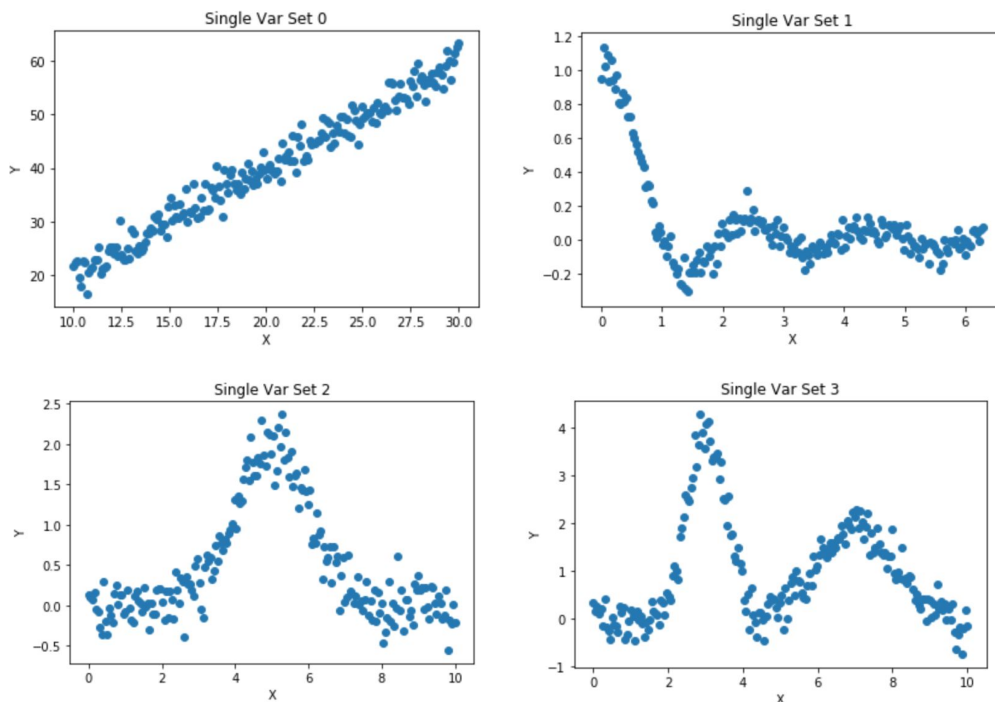 Single Var Set 0
60
50
40
30
20
Y
10.0 12.5 15.0 17.5 20.0 22.5 25.0 27.5 30.0
X
Single Var Set 1
1.2
1.0
0.8
0.6
0.4
0.2
0.0
−0.2
Y
0 1 2 3 4 5 6
X
Single Var Set 2
2.5
2.0
1.5
1.0
0.5
0.0
−0.5
Y
0 2 4 6 8 10
X
Single Var Set 3
4
3
2
1
0
−1
Y
0 2 4 6 8 10
X